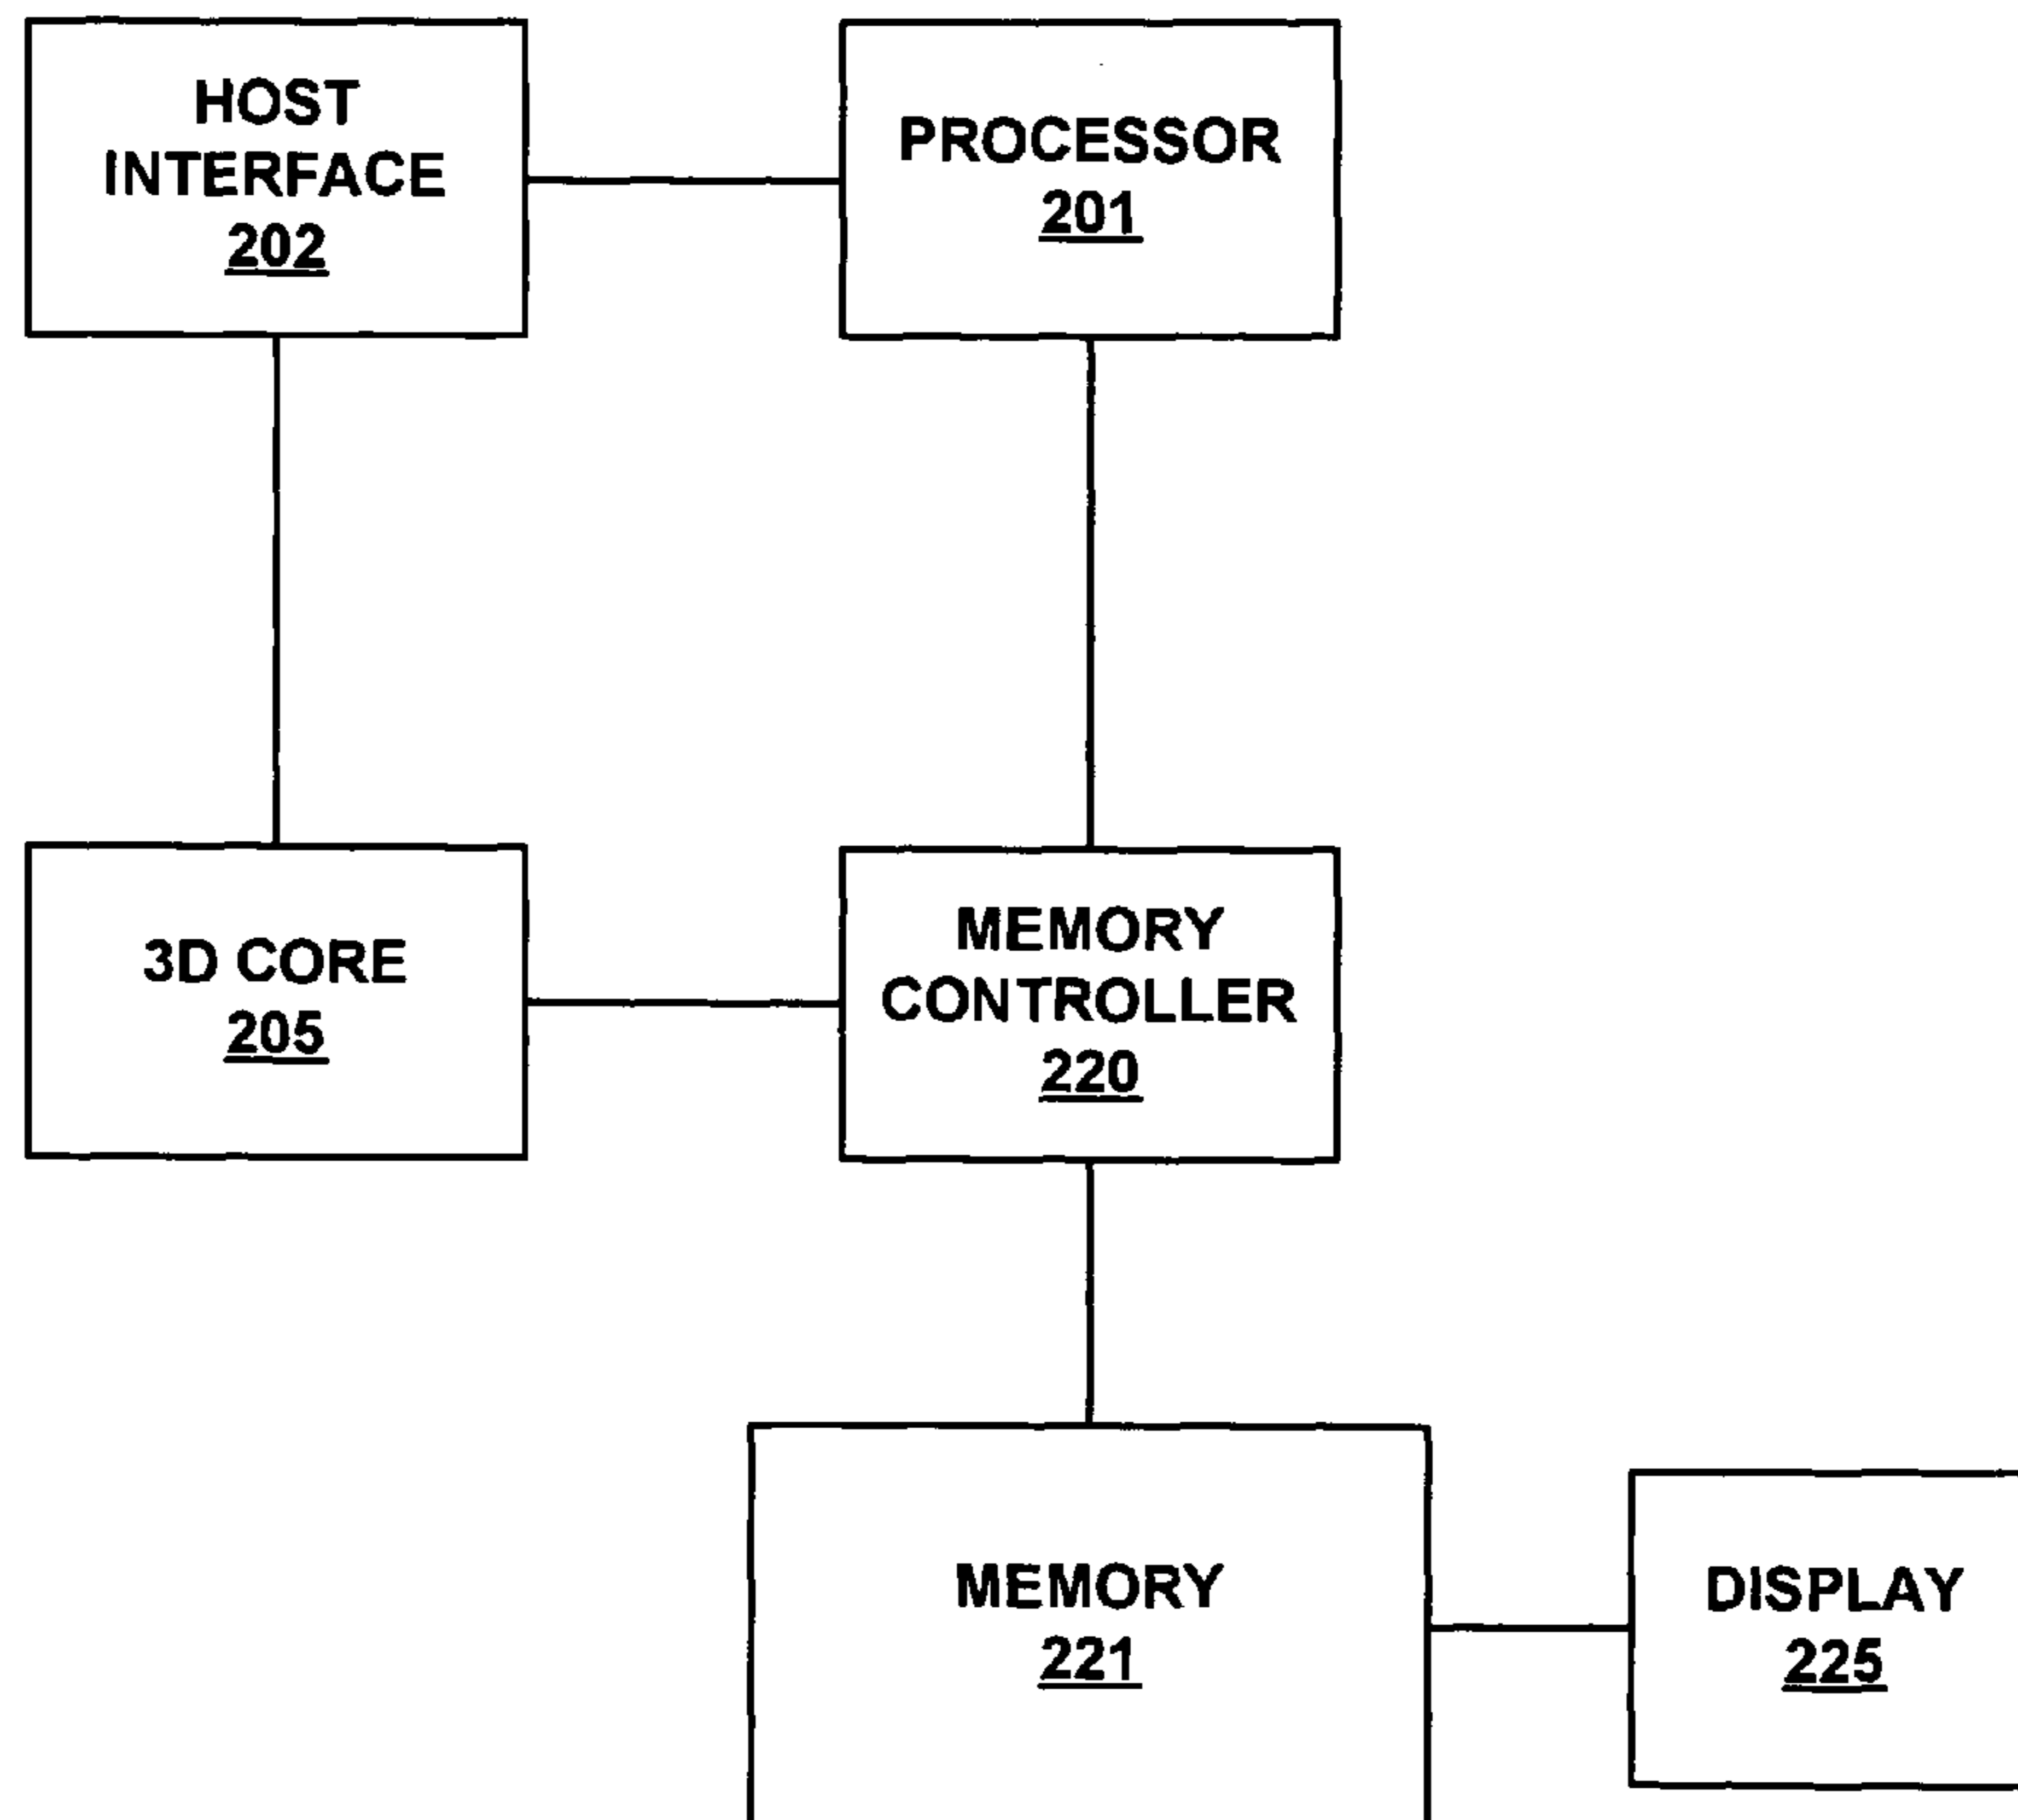 HOST
INTERFACE
202
PROCESSOR
201
3D CORE
205
MEMORY
CONTROLLER
220
MEMORY
221
DISPLAY
225